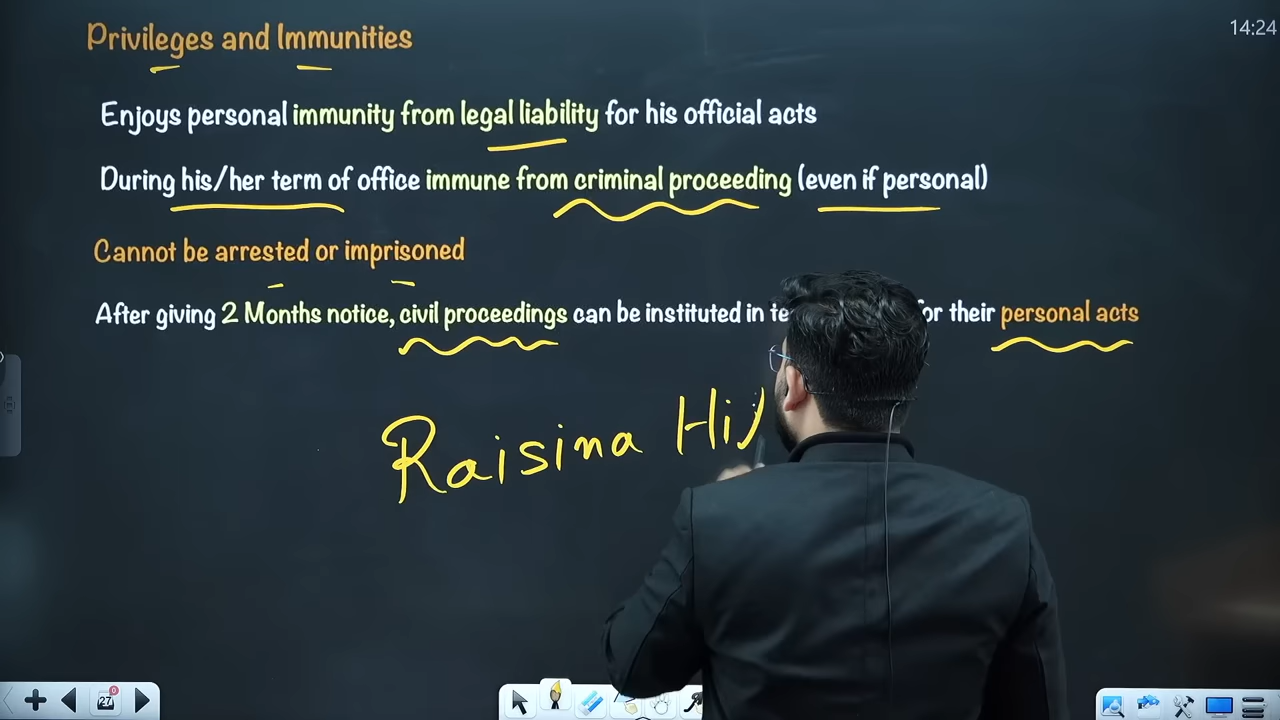 Privileges and Immunities
14:24
Enjoys personal immunity from legal liability for his official acts
During his/her term of office immune from criminal proceeding (even if personal)
Cannot be arrested or imprisoned
After giving 2 Months notice, civil proceedings can be instituted in for their personal acts
Raisina
27
0